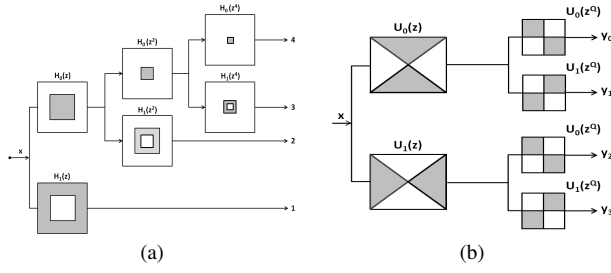 H₀(z⁴)
H₀(z²)
4
H₀(z)
H₁(z⁴)
3
H₁(z²)
2
x
H₁(z)
1
(a)
U₀(z^Q)
U₀(z)
y₀
U₁(z^Q)
y₁
x
U₀(z^Q)
U₁(z)
y₂
U₁(z^Q)
y₃
(b)